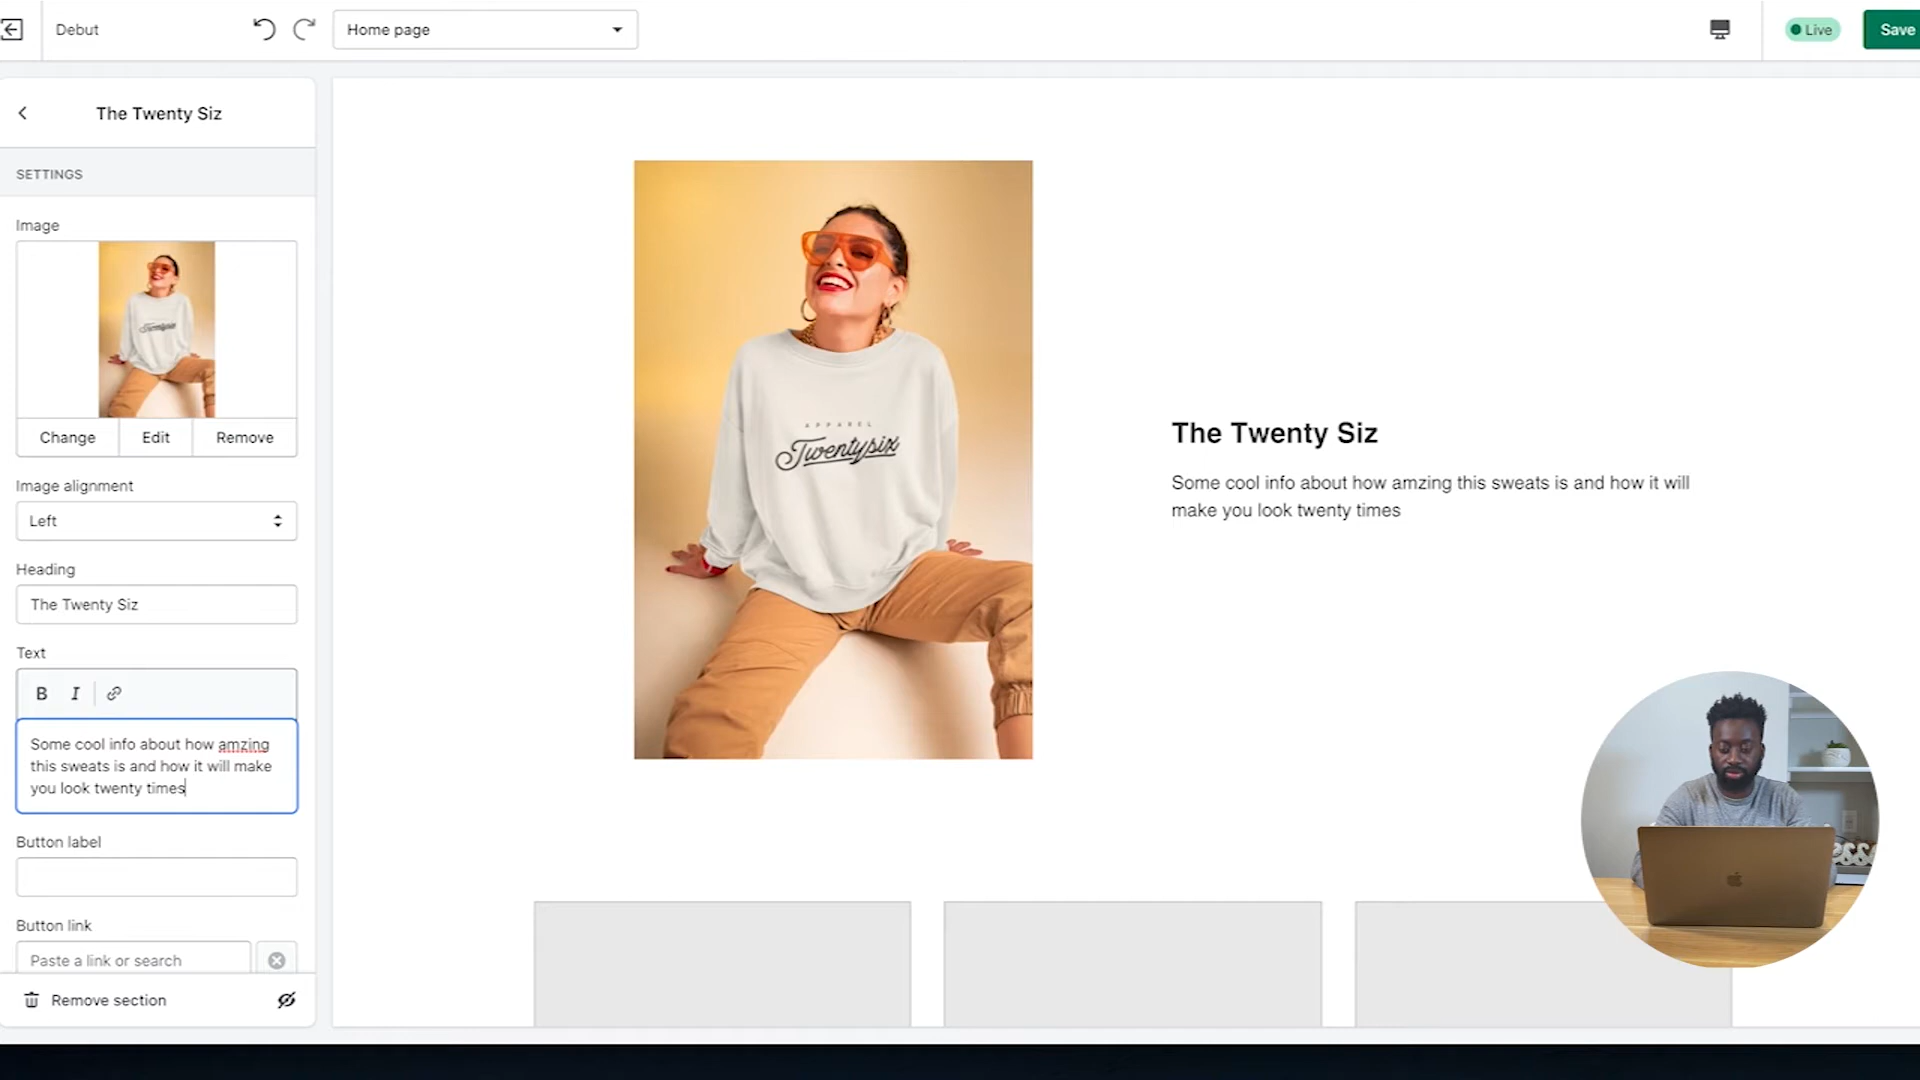 Debut
Home page
Live
Save
The Twenty Siz
SETTINGS
Image
Twentysix
Change
Edit
Remove
Image alignment
Left
Heading
The Twenty Siz
Text
B I
Some cool info about how amzing
this sweats is and how it will make
you look twenty times
Button label
Button link
Paste a link or search
Remove section
APPAREL
Twentysix
The Twenty Siz
Some cool info about how amzing this sweats is and how it will
make you look twenty times